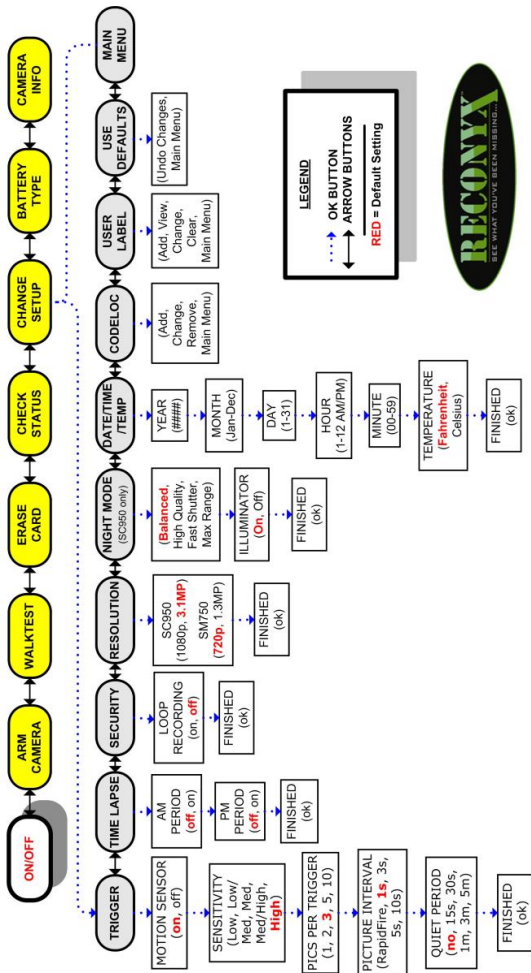 ON/OFF
ARM
CAMERA
WALKTEST
ERASE
CARD
CHECK
STATUS
CHANGE
SETUP
BATTERY
TYPE
CAMERA
INFO
TRIGGER
MOTION SENSOR
(on, off)
SENSITIVITY
(Low, Low/
Med, Med,
Med/High,
High)
PICS PER TRIGGER
(1, 2, 3, 5, 10)
PICTURE INTERVAL
(RapidFire, 1s, 3s,
5s, 10s)
QUIET PERIOD
(no, 15s, 30s,
1m, 3m, 5m)
FINISHED
(ok)
TIME LAPSE
AM
PERIOD
(off, on)
PM
PERIOD
(off, on)
FINISHED
(ok)
SECURITY
LOOP
RECORDING
(on, off)
FINISHED
(ok)
RESOLUTION
SC950
(1080p, 3.1MP)
SM750
(720p, 1.3MP)
FINISHED
(ok)
NIGHT MODE
(SC950 only)
(Balanced,
High Quality,
Fast Shutter,
Max Range)
ILLUMINATOR
(On, Off)
FINISHED
(ok)
DATE/TIME
/TEMP
YEAR
(####)
MONTH
(Jan-Dec)
DAY
(1-31)
HOUR
(1-12 AM/PM)
MINUTE
(00-59)
TEMPERATURE
(Fahrenheit,
Celsius)
FINISHED
(ok)
CODELOC
(Add,
Change,
Remove,
Main Menu)
USER
LABEL
(Add, View,
Change,
Clear,
Main Menu)
USE
DEFAULTS
(Undo Changes,
Main Menu)
MAIN
MENU
LEGEND
OK BUTTON
ARROW BUTTONS
RED = Default Setting
RECONYX™
SEE WHAT YOU'VE BEEN MISSING...